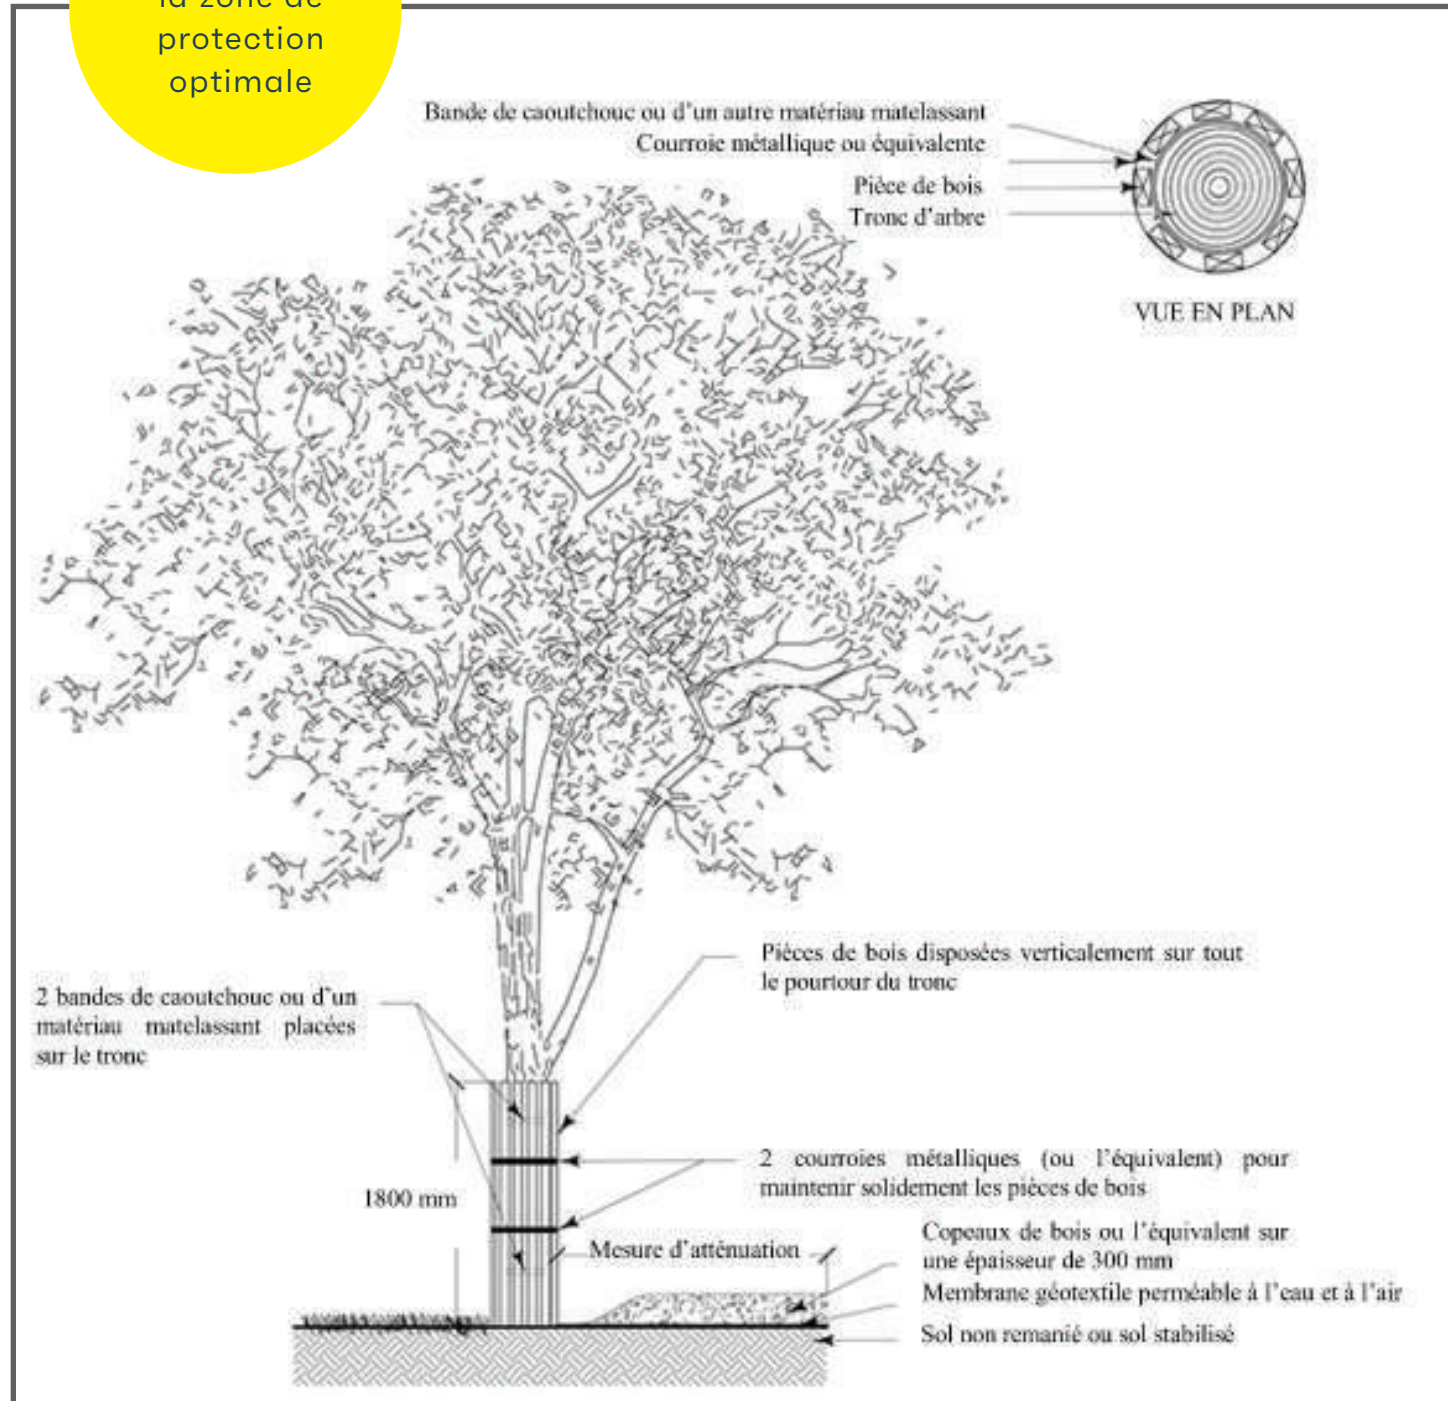 la zone de
protection
optimale
Bande de caoutchouc ou d'un autre matériau matelassant
Courroie métallique ou équivalente
Pièce de bois
Tronc d'arbre
VUE EN PLAN
Pièces de bois disposées verticalement sur tout
le pourtour du tronc
2 bandes de caoutchouc ou d'un
matériau matelassant placées
sur le tronc
2 courroies métalliques (ou l'équivalent) pour
maintenir solidement les pièces de bois
1800 mm
Mesure d'atténuation
Copeaux de bois ou l'équivalent sur
une épaisseur de 300 mm
Membrane géotextile perméable à l'eau et à l'air
Sol non remanié ou sol stabilisé